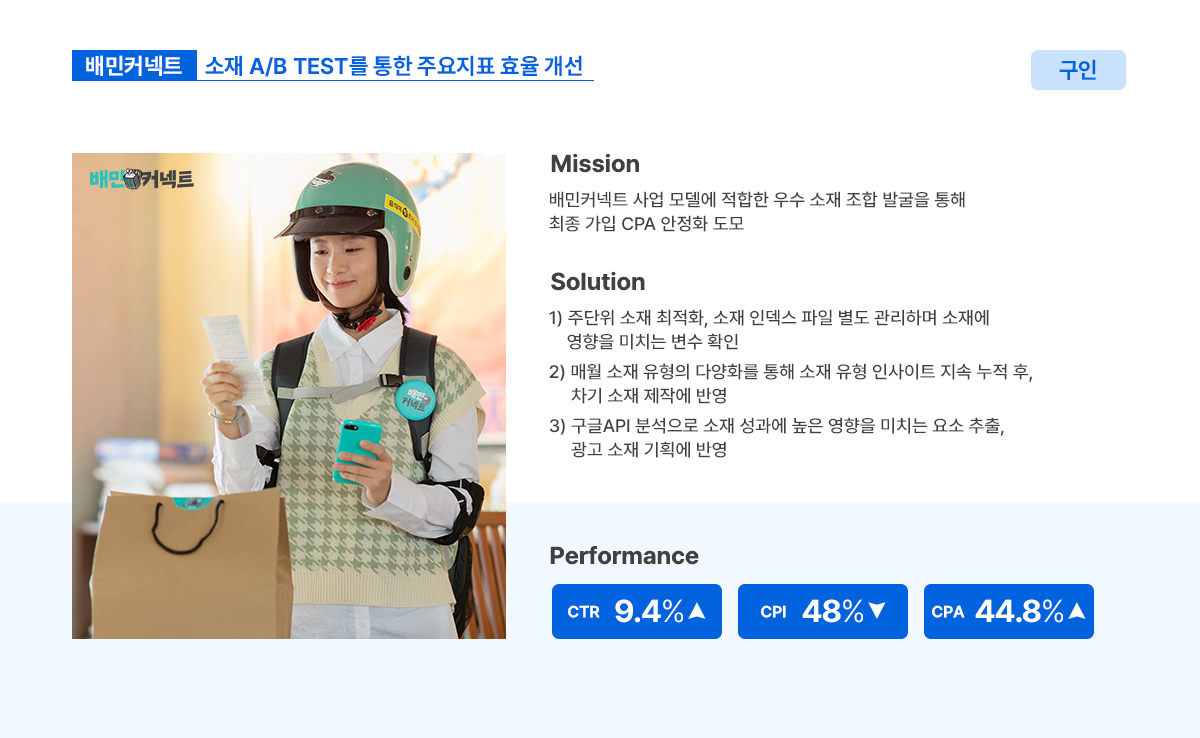 배민커넥트 소재 A/B TEST를 통한 주요지표 효율 개선
구인
배민커넥트
배민
커넥트
Mission
배민커넥트 사업 모델에 적합한 우수 소재 조합 발굴을 통해
최종 가입 CPA 안정화 도모
Solution
1) 주단위 소재 최적화, 소재 인덱스 파일 별도 관리하며 소재에
영향을 미치는 변수 확인
2) 매월 소재 유형의 다양화를 통해 소재 유형 인사이트 지속 누적 후,
차기 소재 제작에 반영
3) 구글API 분석으로 소재 성과에 높은 영향을 미치는 요소 추출,
광고 소재 기획에 반영
Performance
CTR 9.4%▲
CPI 48%▼
CPA 44.8%▲